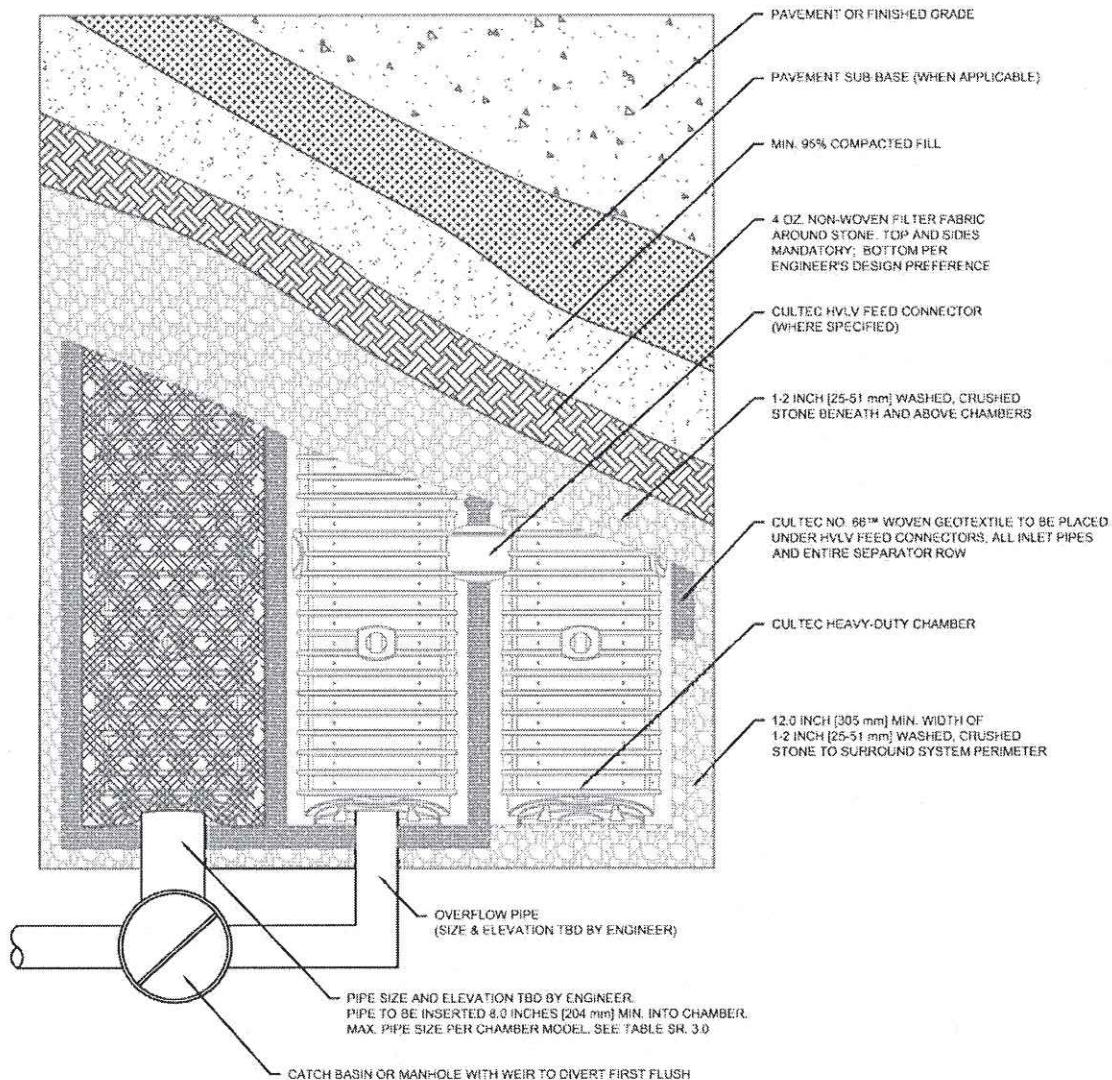 PAVEMENT OR FINISHED GRADE
PAVEMENT SUB-BASE (WHEN APPLICABLE)
MIN. 95% COMPACTED FILL
4 OZ. NON-WOVEN FILTER FABRIC
AROUND STONE. TOP AND SIDES
MANDATORY; BOTTOM PER
ENGINEER'S DESIGN PREFERENCE
CULTEC HVLV FEED CONNECTOR
(WHERE SPECIFIED)
1-2 INCH [25-51 mm] WASHED, CRUSHED
STONE BENEATH AND ABOVE CHAMBERS
CULTEC NO. 66™ WOVEN GEOTEXTILE TO BE PLACED
UNDER HVLV FEED CONNECTORS, ALL INLET PIPES
AND ENTIRE SEPARATOR ROW
CULTEC HEAVY-DUTY CHAMBER
12.0 INCH [305 mm] MIN. WIDTH OF
1-2 INCH [25-51 mm] WASHED, CRUSHED
STONE TO SURROUND SYSTEM PERIMETER
OVERFLOW PIPE
(SIZE & ELEVATION TBD BY ENGINEER)
PIPE SIZE AND ELEVATION TBD BY ENGINEER.
PIPE TO BE INSERTED 8.0 INCHES [204 mm] MIN. INTO CHAMBER.
MAX. PIPE SIZE PER CHAMBER MODEL. SEE TABLE SR. 3.0
CATCH BASIN OR MANHOLE WITH WEIR TO DIVERT FIRST FLUSH